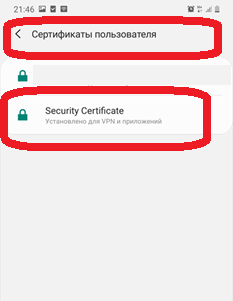 21:46
Сертификаты пользователя
Security Certificate
Установлено для VPN и приложений